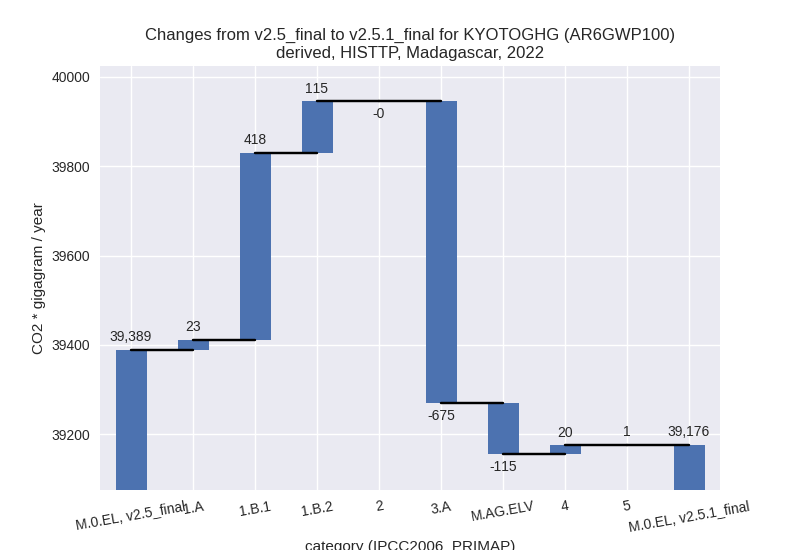 Changes from v2.5_final to v2.5.1_final for KYOTOGHG (AR6GWP100)
derived, HISTTP, Madagascar, 2022
CO2 * gigagram / year
40000
39800
39600
39400
39200
39,389
23
418
115
-0
-675
-115
20
1
39,176
M.0.EL, v2.5_final
1.A
1.B.1
1.B.2
2
3.A
M.AG.ELV
4
5
M.0.EL, v2.5.1_final
category (IPCC2006_PRIMAP)